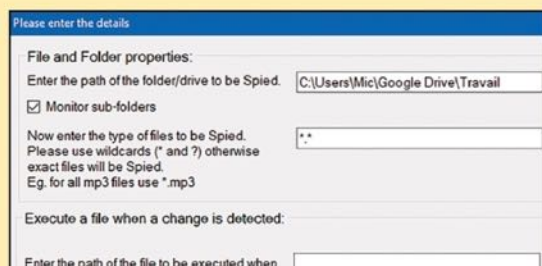 Please enter the details
File and Folder properties:
Enter the path of the folder/drive to be Spied.
C:\Users\Mic\Google Drive\Travail
Monitor sub-folders
Now enter the type of files to be Spied.
*.*
Please use wildcards (* and ?) otherwise
exact files will be Spied.
Eg. for all mp3 files use *.mp3
Execute a file when a change is detected:
Enter the path of the file to be executed when